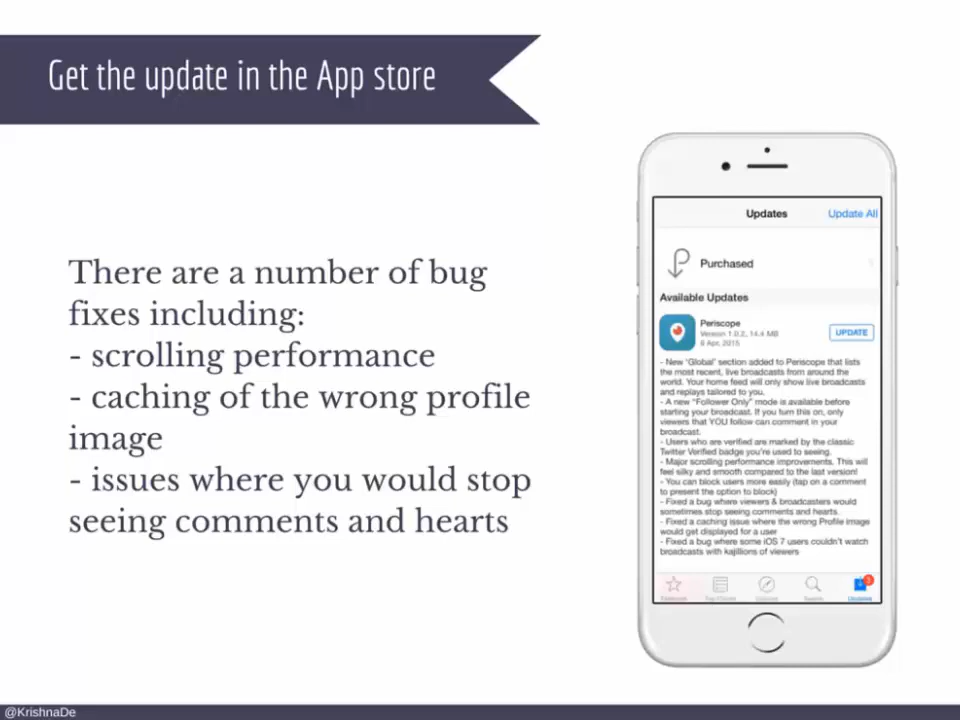 Get the update in the App store
There are a number of bug
fixes including:
- scrolling performance
- caching of the wrong profile
image
- issues where you would stop
seeing comments and hearts
Updates
Update All
Purchased
Available Updates
Periscope
Version 1.0.2, 14.4 MB
8 Apr, 2015
UPDATE
- New "Global" section added to Periscope that lists
the most recent, live broadcasts from around the
world. Your home feed will only show live broadcasts
and replays tailored to you.
- A new "Follower Only" mode is available before
starting your broadcast. If you turn this on, only
viewers that YOU follow can comment in your
broadcast.
- Users who are verified are marked by the classic
Twitter Verified badge you're used to seeing.
- Major scrolling performance improvements. This will
feel silky and smooth compared to the last version!
- You can block users more easily (tap on a comment
to present the option to block)
- Fixed a bug where viewers & broadcasters would
sometimes stop seeing comments and hearts.
- Fixed a caching issue where the wrong Profile image
would get displayed for a user
- Fixed a bug where some iOS 7 users couldn't watch
broadcasts with kajillions of viewers
Updates
@KrishnaDe